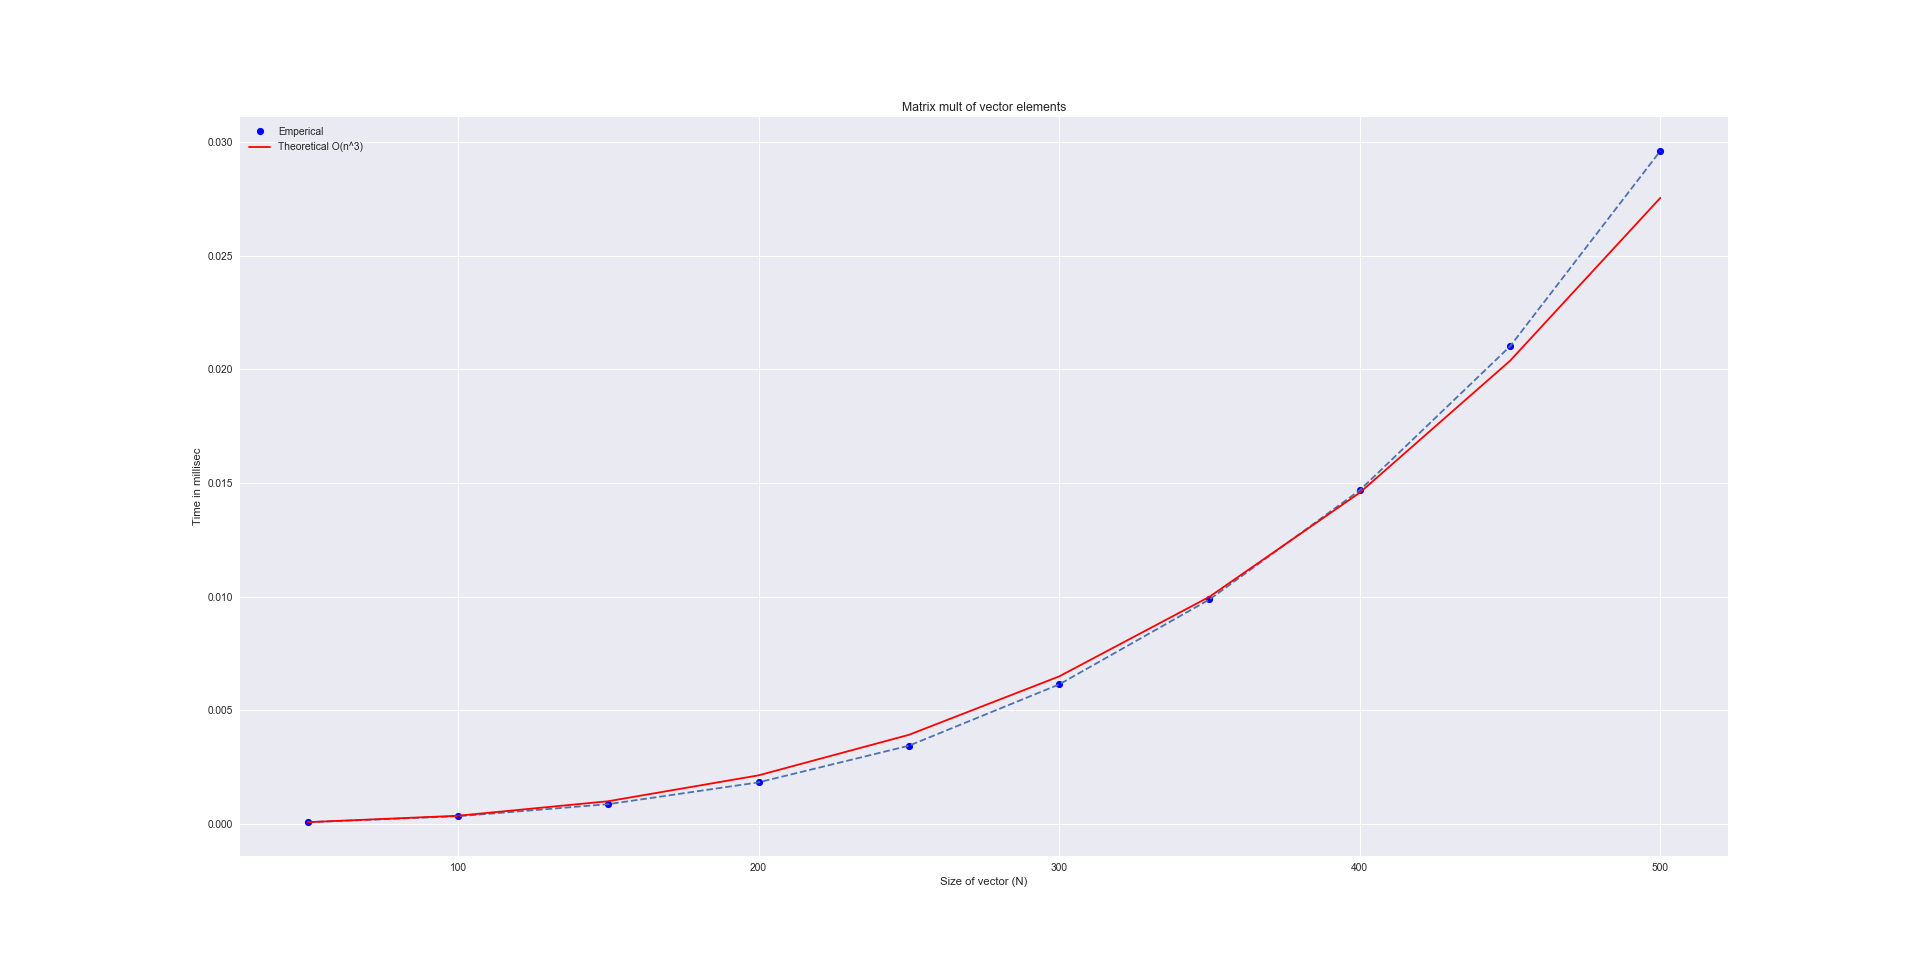 Matrix mult of vector elements
Emperical
Theoretical O(n^3)
0.030
0.025
0.020
0.015
0.010
0.005
0.000
Time in millisec
100 200 300 400 500
Size of vector (N)